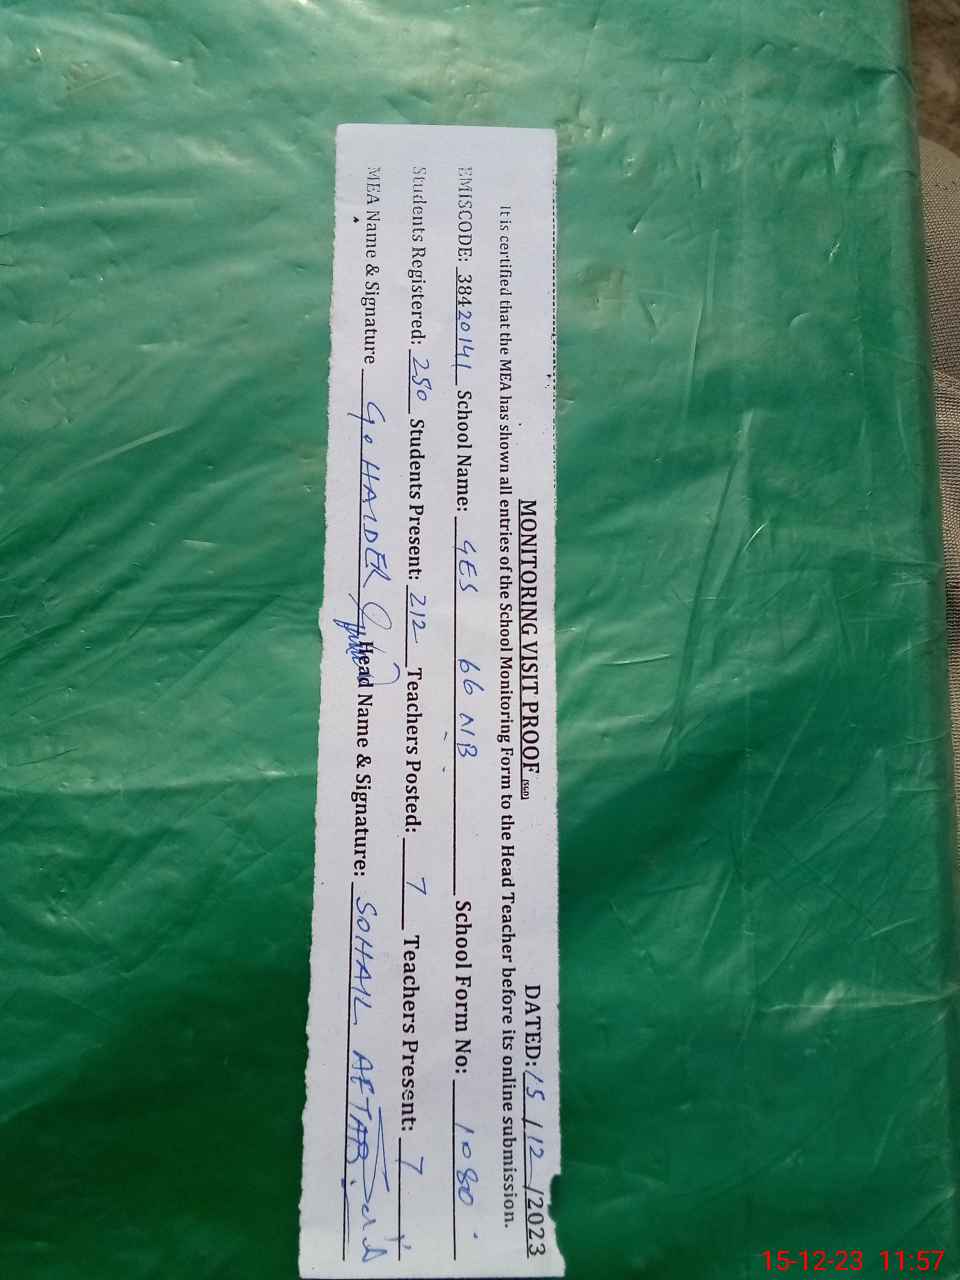 MONITORING VISIT PROOF (SGD) DATED: 15/12/2023
It is certified that the MEA has shown all entries of the School Monitoring Form to the Head Teacher before its online submission.
EMISCODE: 38420141 School Name: GES 66 NB School Form No: 1080
Students Registered: 250 Students Present: 212 Teachers Posted: 7 Teachers Present: 7
MEA Name & Signature G. HAIDER Head Name & Signature: SOHAIL AFTAB
15-12-23 11:57